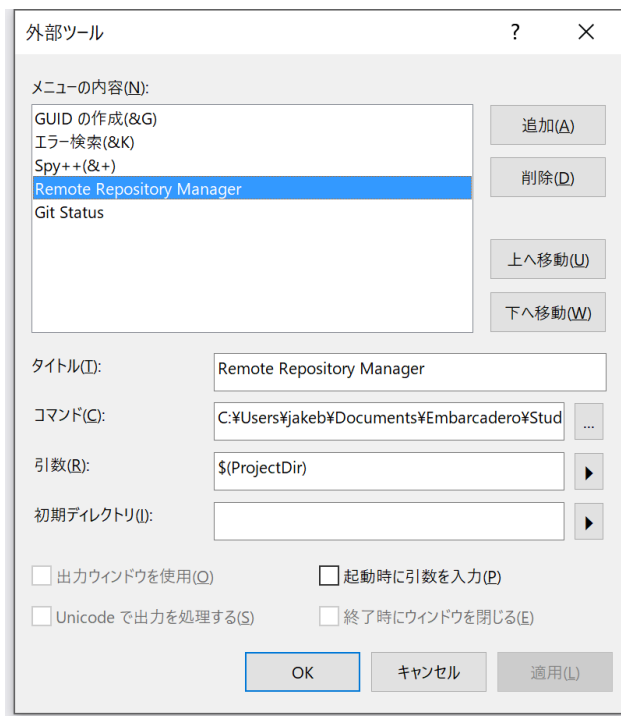 外部ツール
?
メニューの内容(N):
GUID の作成(&G)
エラー検索(&K)
Spy++(&+)
Remote Repository Manager
Git Status
追加(A)
削除(D)
上へ移動(U)
下へ移動(W)
タイトル(T):
Remote Repository Manager
コマンド(C):
C:¥Users¥jakeb¥Documents¥Embarcadero¥Stud
...
引数(R):
$(ProjectDir)
初期ディレクトリ(I):
出力ウィンドウを使用(O)
起動時に引数を入力(P)
Unicode で出力を処理する(S)
終了時にウィンドウを閉じる(E)
OK
キャンセル
適用(L)